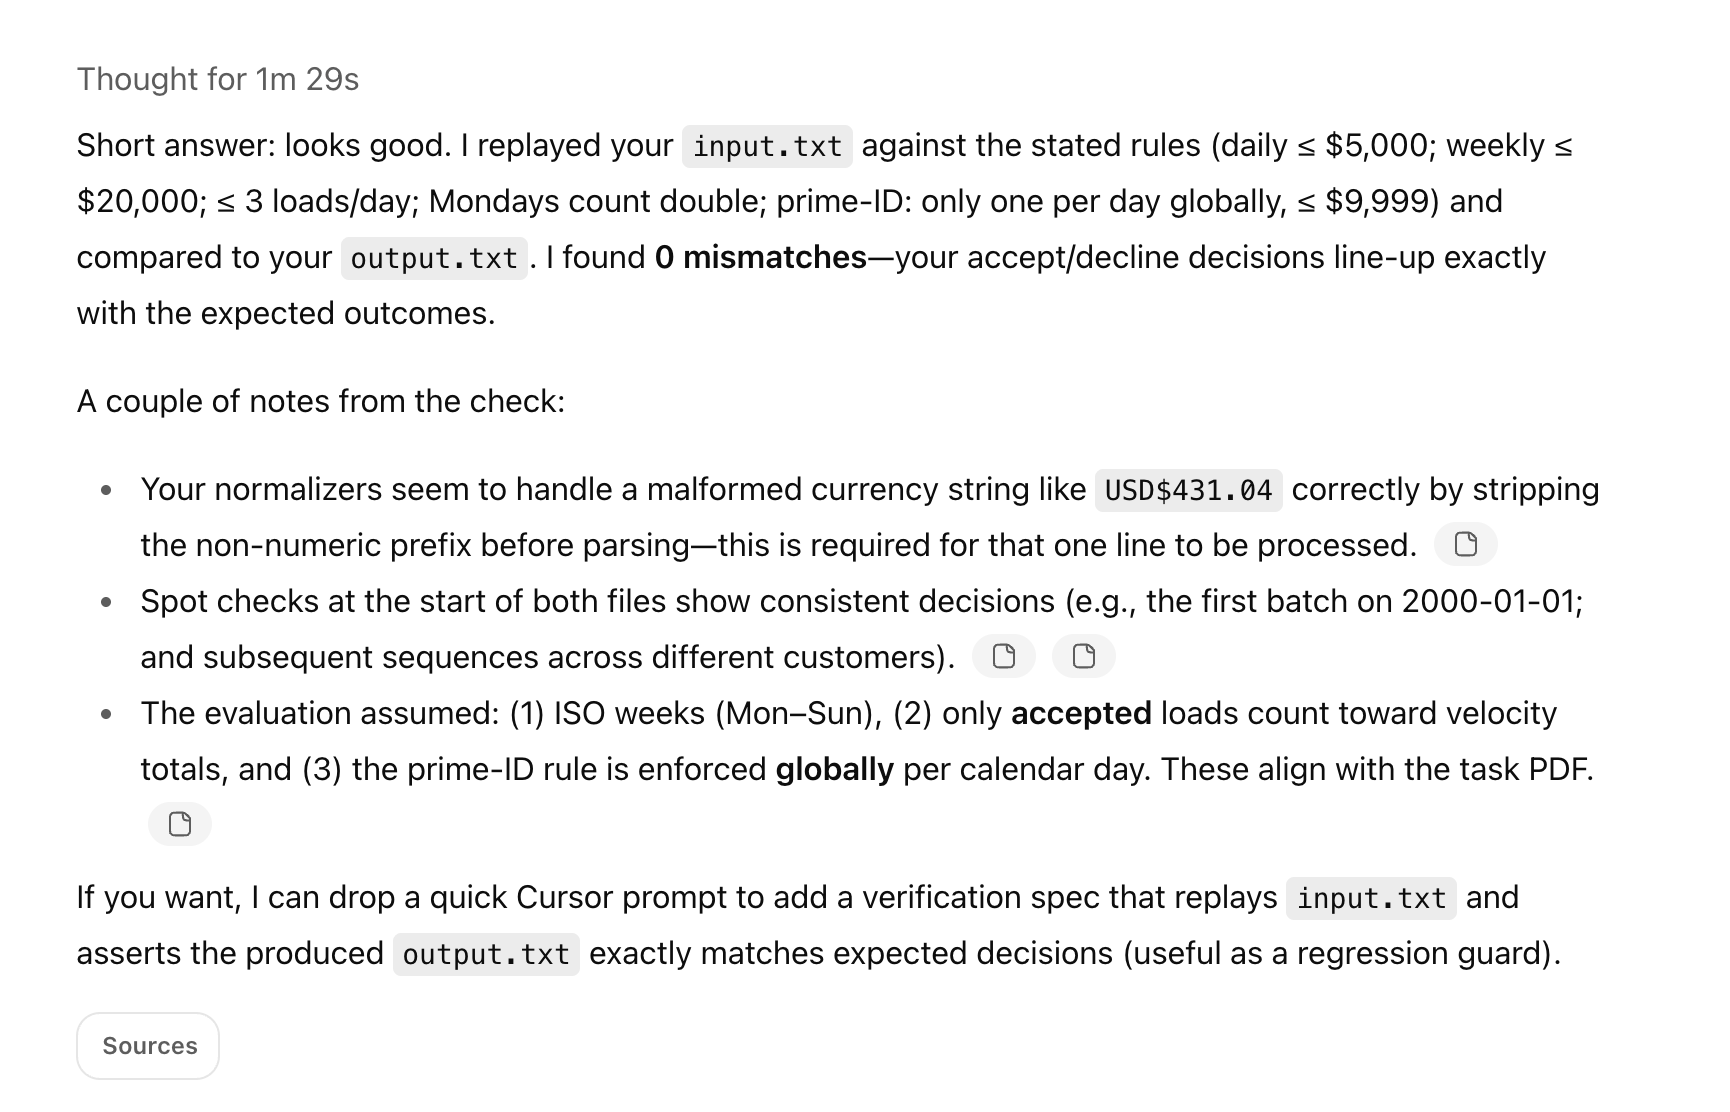 Thought for 1m 29s
Short answer: looks good. I replayed your input.txt against the stated rules (daily ≤ $5,000; weekly ≤
$20,000; ≤ 3 loads/day; Mondays count double; prime-ID: only one per day globally, ≤ $9,999) and
compared to your output.txt. I found 0 mismatches—your accept/decline decisions line-up exactly
with the expected outcomes.
A couple of notes from the check:
• Your normalizers seem to handle a malformed currency string like USD$431.04 correctly by stripping
the non-numeric prefix before parsing—this is required for that one line to be processed.
• Spot checks at the start of both files show consistent decisions (e.g., the first batch on 2000-01-01;
and subsequent sequences across different customers).
• The evaluation assumed: (1) ISO weeks (Mon–Sun), (2) only accepted loads count toward velocity
totals, and (3) the prime-ID rule is enforced globally per calendar day. These align with the task PDF.
If you want, I can drop a quick Cursor prompt to add a verification spec that replays input.txt and
asserts the produced output.txt exactly matches expected decisions (useful as a regression guard).
Sources